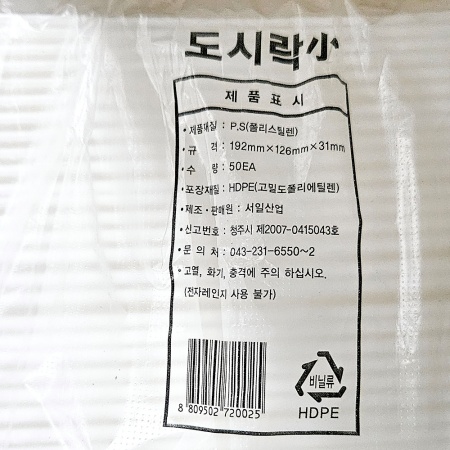 도시락小
제품표시
• 제품재질 : P.S(폴리스틸렌)
• 규 격 : 192mm×126mm×31mm
• 수 량 : 50EA
• 포장재질 : HDPE(고밀도폴리에틸렌)
• 제조·판매원 : 서일산업
• 신고번호 : 청주시 제2007-0415043호
• 문 의 처 : 043-231-6550~2
• 고열, 화기, 충격에 주의 하십시오.
(전자레인지 사용 불가)
8 809502 720025
비닐류
HDPE